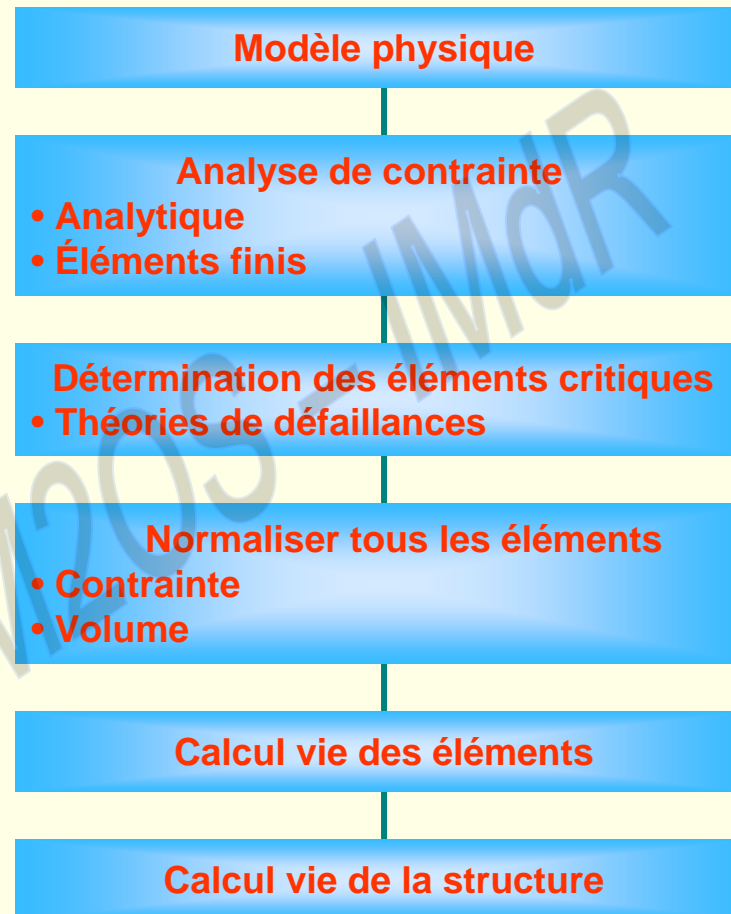 Modèle physique
Analyse de contrainte
• Analytique
• Éléments finis
Détermination des éléments critiques
• Théories de défaillances
Normaliser tous les éléments
• Contrainte
• Volume
Calcul vie des éléments
Calcul vie de la structure
M2OS – IMdR